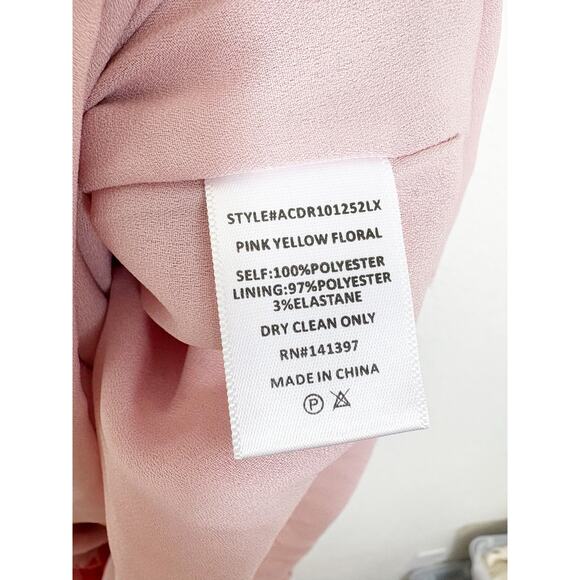 STYLE#ACDR101252LX
PINK YELLOW FLORAL
SELF:100%POLYESTER
LINING:97%POLYESTER
3%ELASTANE
DRY CLEAN ONLY
RN#141397
MADE IN CHINA
P